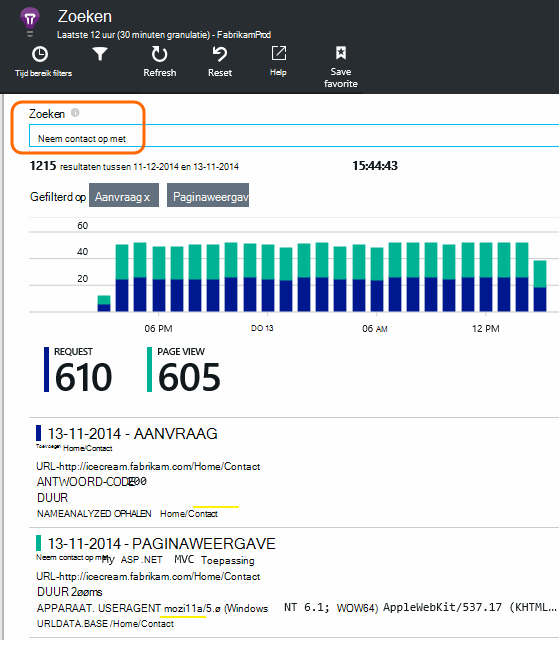 Zoeken
Laatste 12 uur (30 minuten granulatie) - FabrikamProd
Tijd bereik filters Refresh Reset Help Save favorite
Zoeken
Neem contact op met
1215 resultaten tussen 11-12-2014 en 13-11-2014 15:44:43
Gefilterd op Aanvraag x Paginaweergav
60
40
20
06 PM DO 13 06 AM 12 PM
REQUEST PAGE VIEW
610 605
13-11-2014 - AANVRAAG
Toevoegen Home/Contact
URL-http://icecream.fabrikam.com/Home/Contact
ANTWOORD-CODE 200
DUUR
NAMEANALYZED OPHALEN Home/Contact
13-11-2014 - PAGINAWEERGAVE
Neem contact op met My ASP.NET MVC Toepassing
URL-http://icecream.fabrikam.com/Home/Contact
DUUR 2øøms
APPARAAT. USERAGENT mozi11a/5.ø (Windows NT 6.1; WOW64) AppleWebKit/537.17 (KHTML...
URLDATA.BASE /Home/Contact